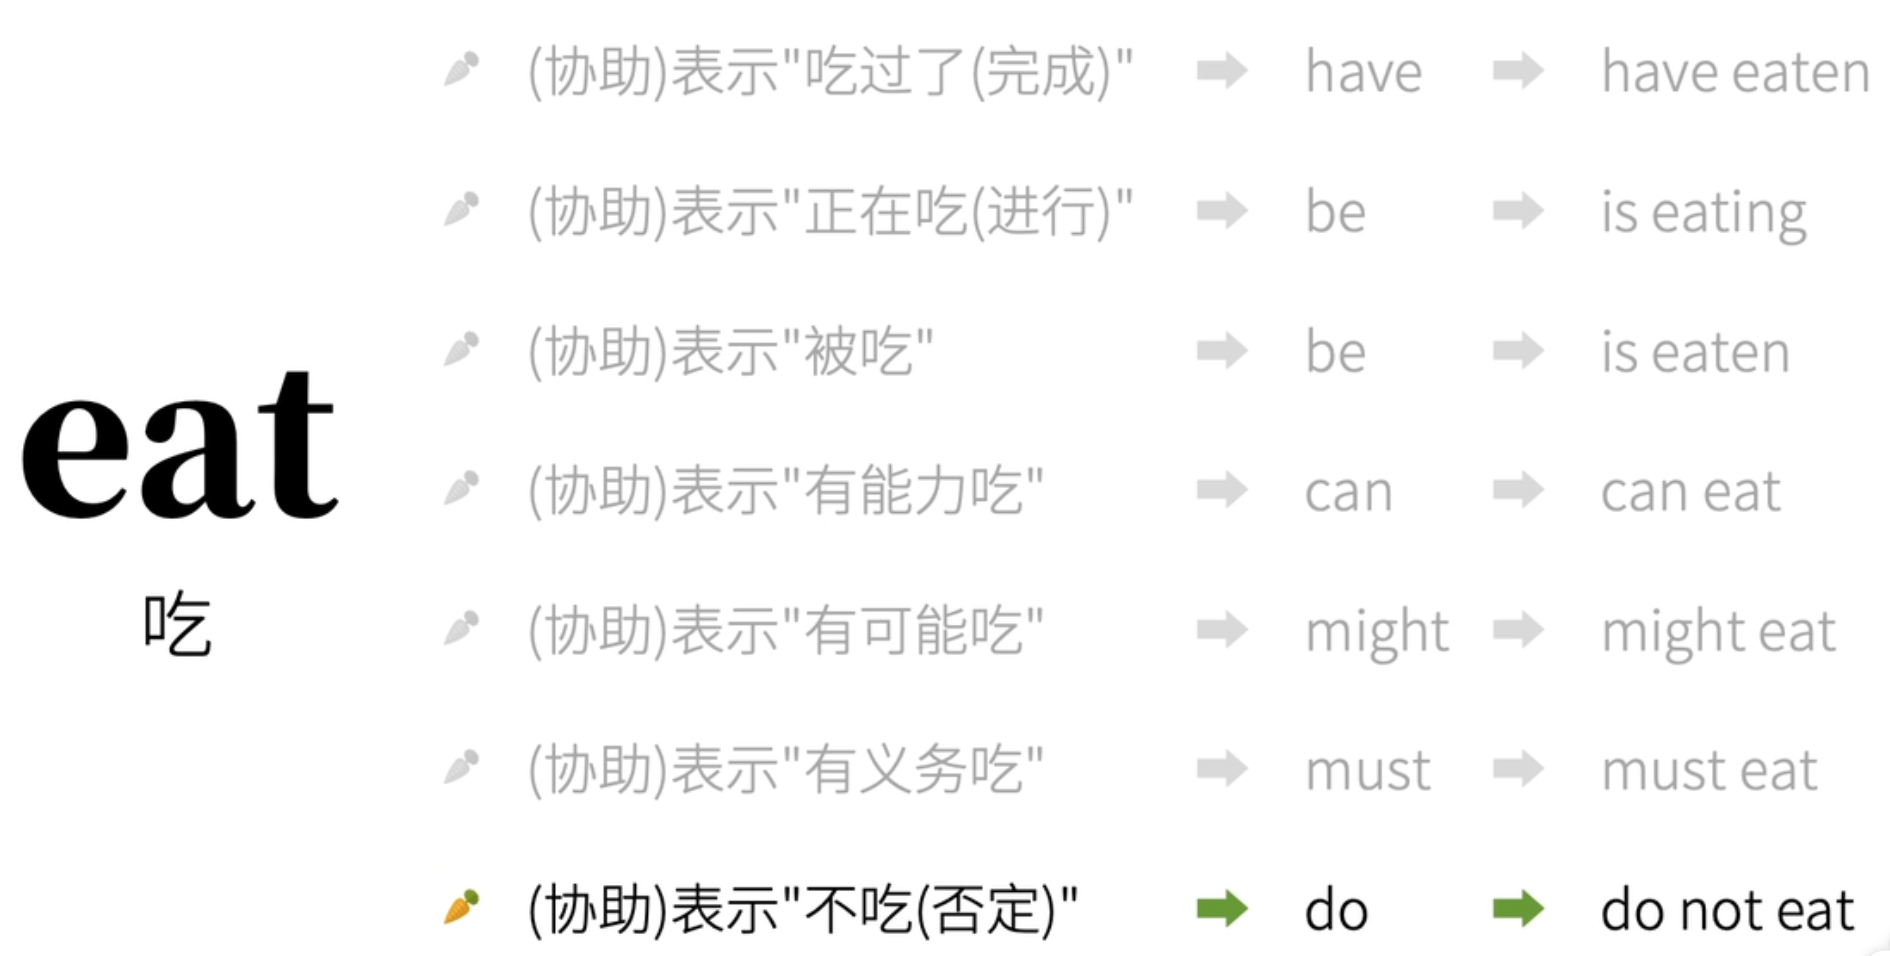 (协助)表示"吃过了(完成)" ➡ have ➡ have eaten
(协助)表示"正在吃(进行)" ➡ be ➡ is eating
(协助)表示"被吃" ➡ be ➡ is eaten
eat
(协助)表示"有能力吃" ➡ can ➡ can eat
吃
(协助)表示"有可能吃" ➡ might ➡ might eat
(协助)表示"有义务吃" ➡ must ➡ must eat
(协助)表示"不吃(否定)" ➡ do ➡ do not eat